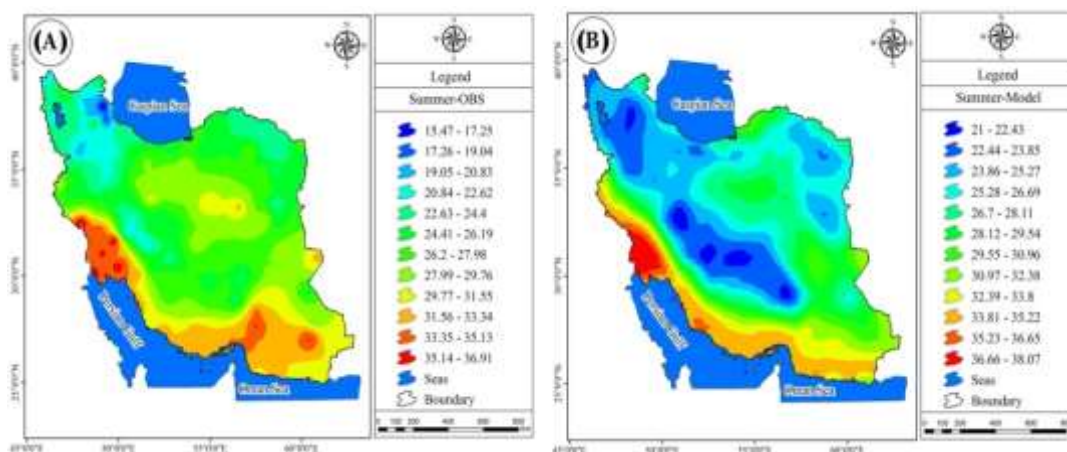 (A)
Caspian Sea
Persian Gulf
Oman Sea
Legend
Summer-OBS
15.47 - 17.25
17.26 - 19.04
19.05 - 20.83
20.84 - 22.62
22.63 - 24.4
24.41 - 26.19
26.2 - 27.98
27.99 - 29.76
29.77 - 31.55
31.56 - 33.34
33.35 - 35.13
35.14 - 36.91
Seas
Boundary
(B)
Caspian Sea
Persian Gulf
Oman Sea
Legend
Summer-Model
21 - 22.43
22.44 - 23.85
23.86 - 25.27
25.28 - 26.69
26.7 - 28.11
28.12 - 29.54
29.55 - 30.96
30.97 - 32.38
32.39 - 33.8
33.81 - 35.22
35.23 - 36.65
36.66 - 38.07
Seas
Boundary